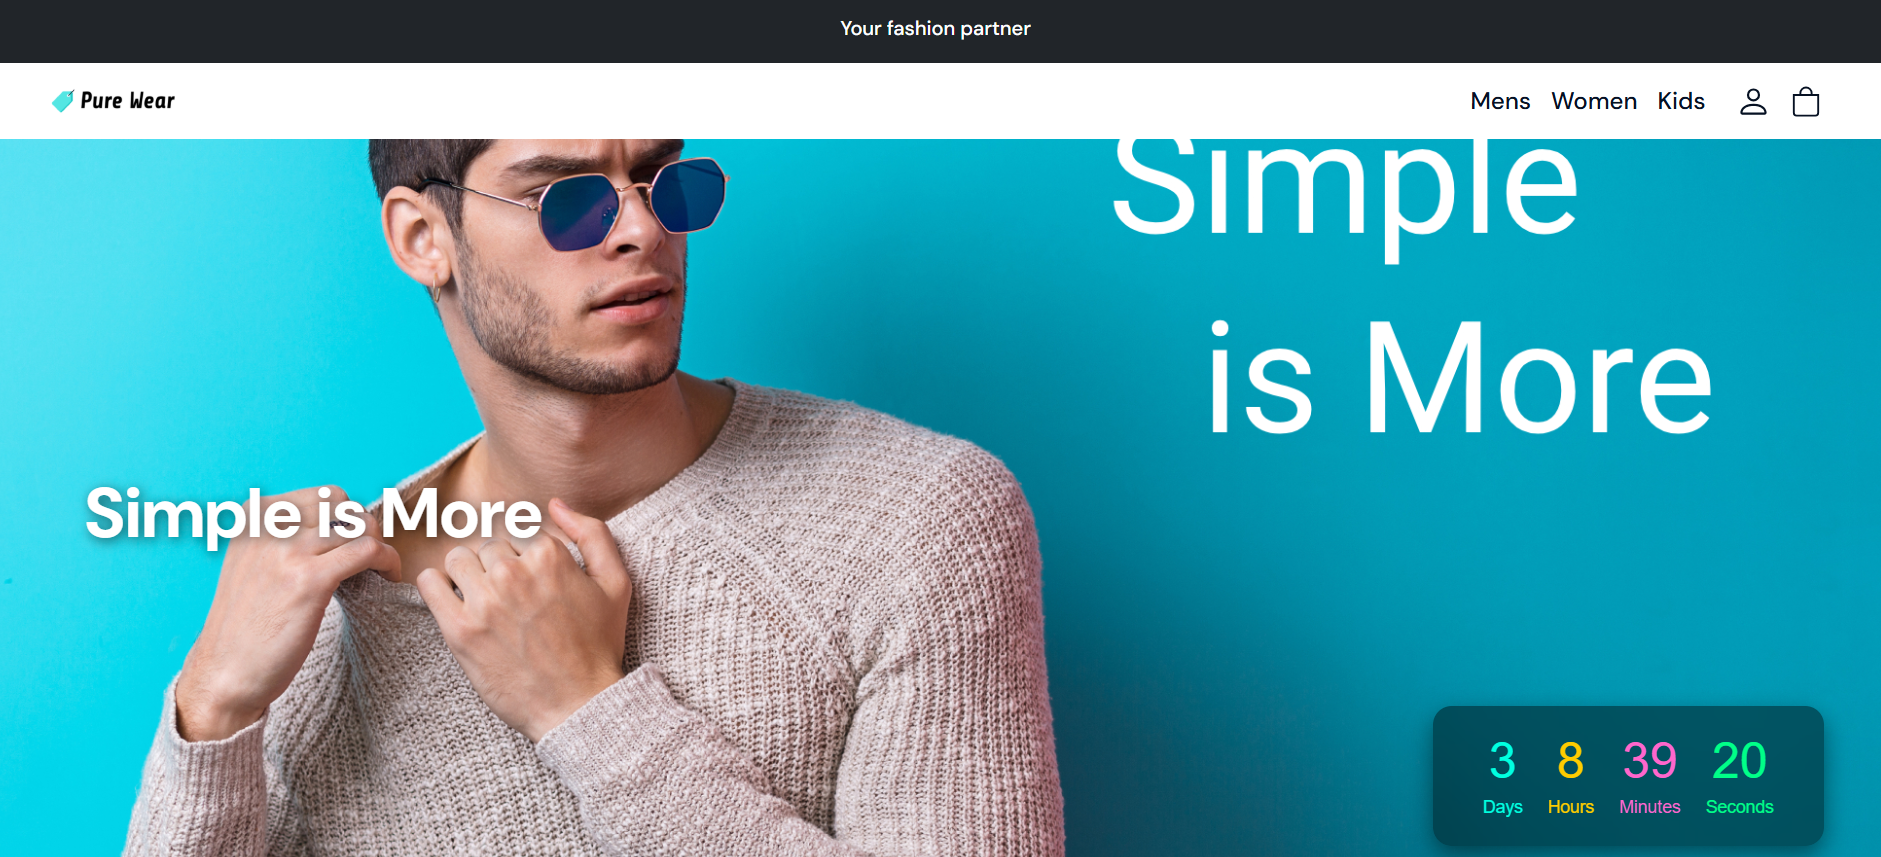 Your fashion partner
Pure Wear
Mens Women Kids
Simple
is More
Simple is More
3 8 39 20
Days Hours Minutes Seconds